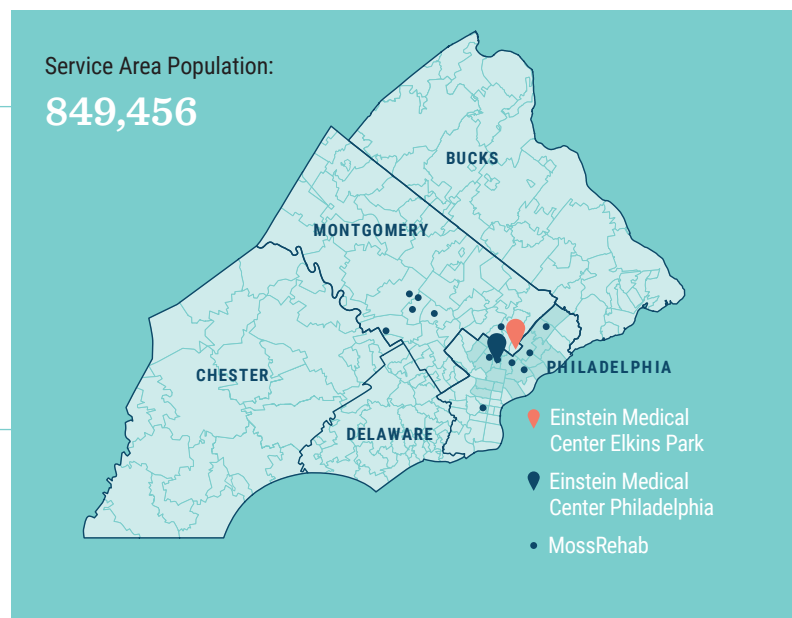 Service Area Population:
849,456
BUCKS
MONTGOMERY
CHESTER
PHILADELPHIA
DELAWARE
Einstein Medical
Center Elkins Park
Einstein Medical
Center Philadelphia
MossRehab